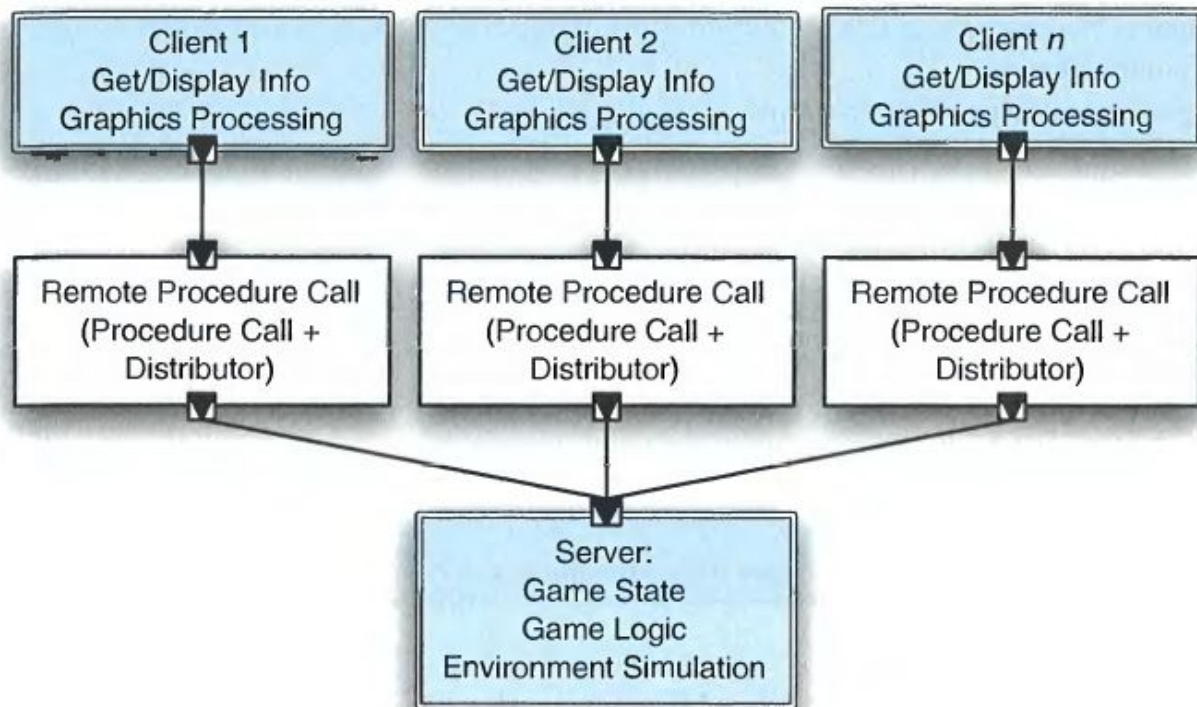 Client 1
Get/Display Info
Graphics Processing
Client 2
Get/Display Info
Graphics Processing
Client n
Get/Display Info
Graphics Processing
Remote Procedure Call
(Procedure Call +
Distributor)
Remote Procedure Call
(Procedure Call +
Distributor)
Remote Procedure Call
(Procedure Call +
Distributor)
Server:
Game State
Game Logic
Environment Simulation